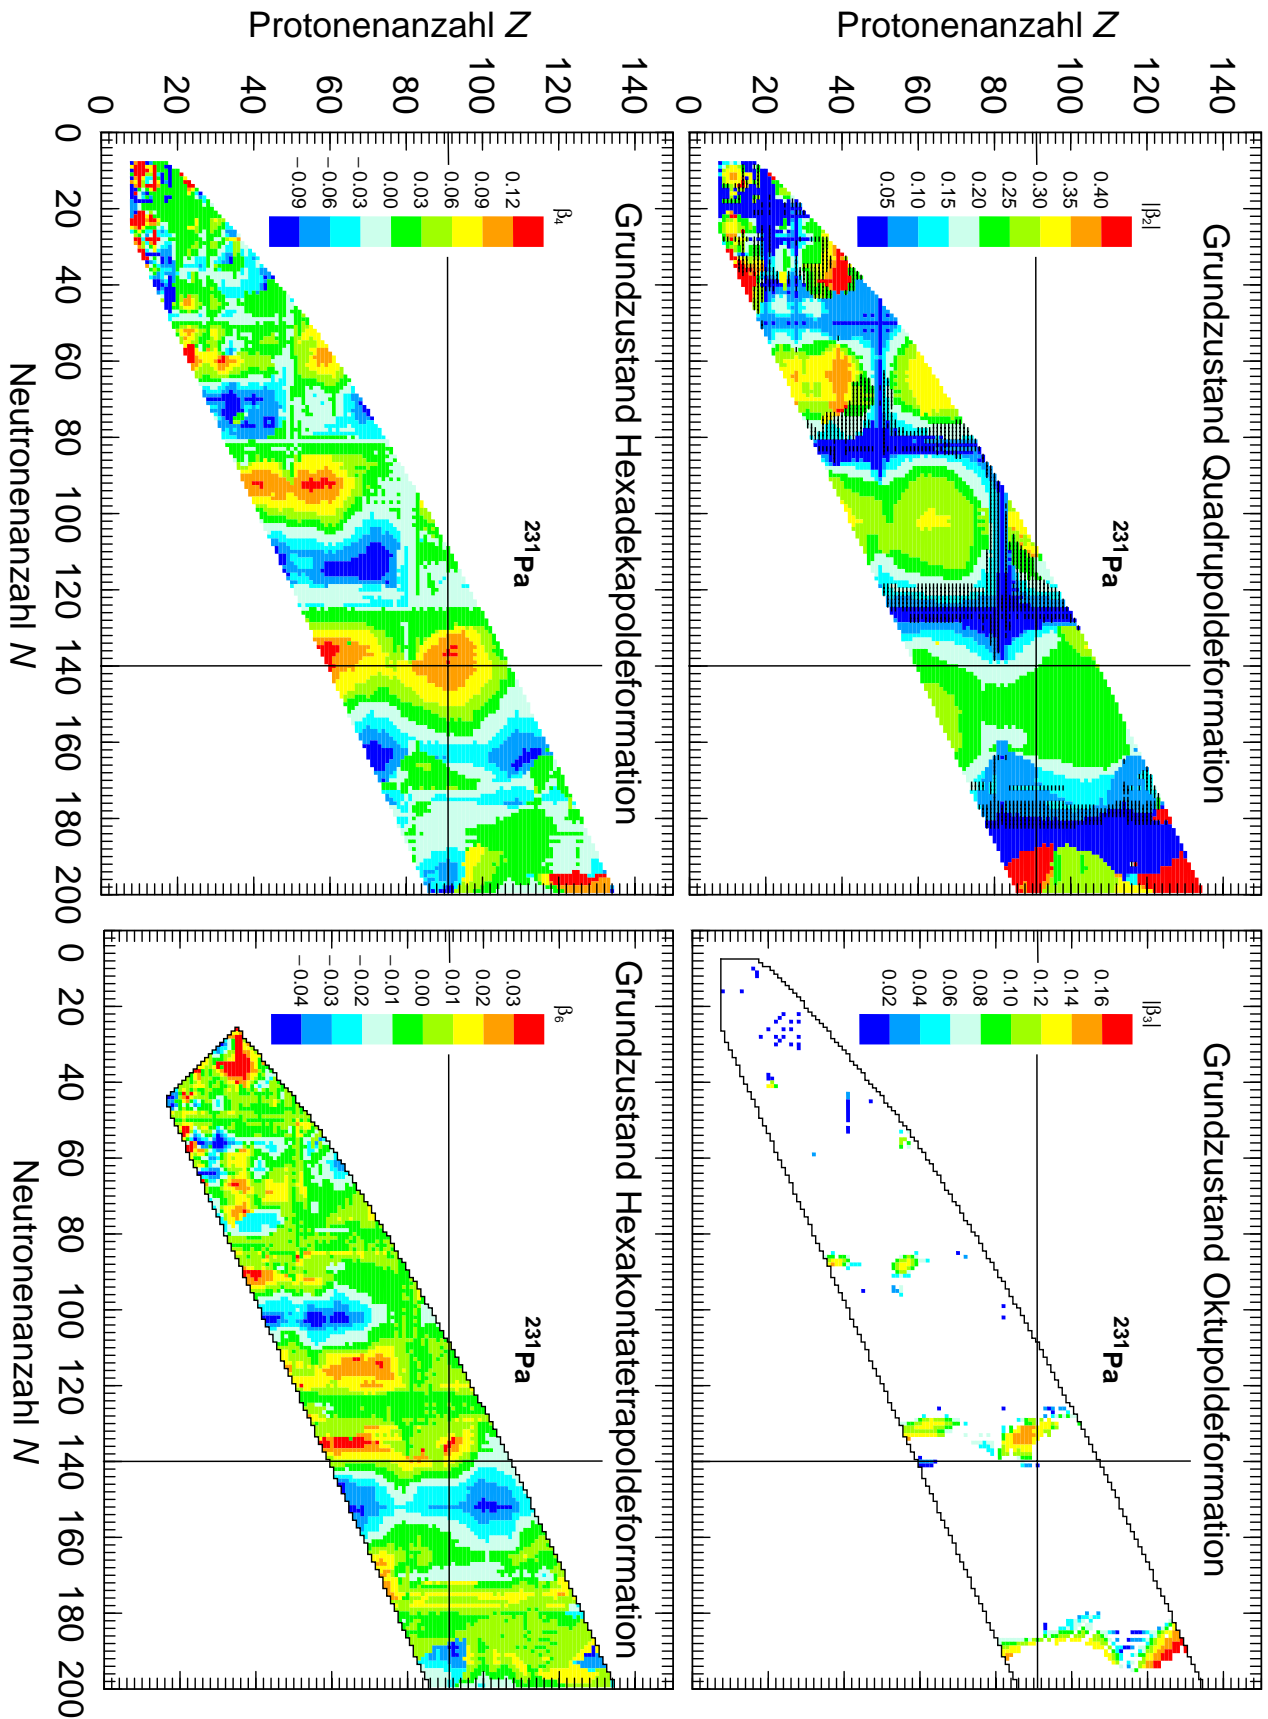 Grundzustand Quadrupoldeformation
|β2|
0.40
0.35
0.30
0.25
0.20
0.15
0.10
0.05
231Pa
140
120
100
80
60
40
20
0
Protonenanzahl Z
Grundzustand Oktupoldeformation
|β3|
0.16
0.14
0.12
0.10
0.08
0.06
0.04
0.02
231Pa
Grundzustand Hexadekapoldeformation
β4
0.12
0.09
0.06
0.03
0.00
−0.03
−0.06
−0.09
231Pa
140
120
100
80
60
40
20
0
Protonenanzahl Z
0 20 40 60 80 100 120 140 160 180 200
Neutronenanzahl N
Grundzustand Hexakontatetrapoldeformation
β6
0.03
0.02
0.01
0.00
−0.01
−0.02
−0.03
−0.04
231Pa
0 20 40 60 80 100 120 140 160 180 200
Neutronenanzahl N